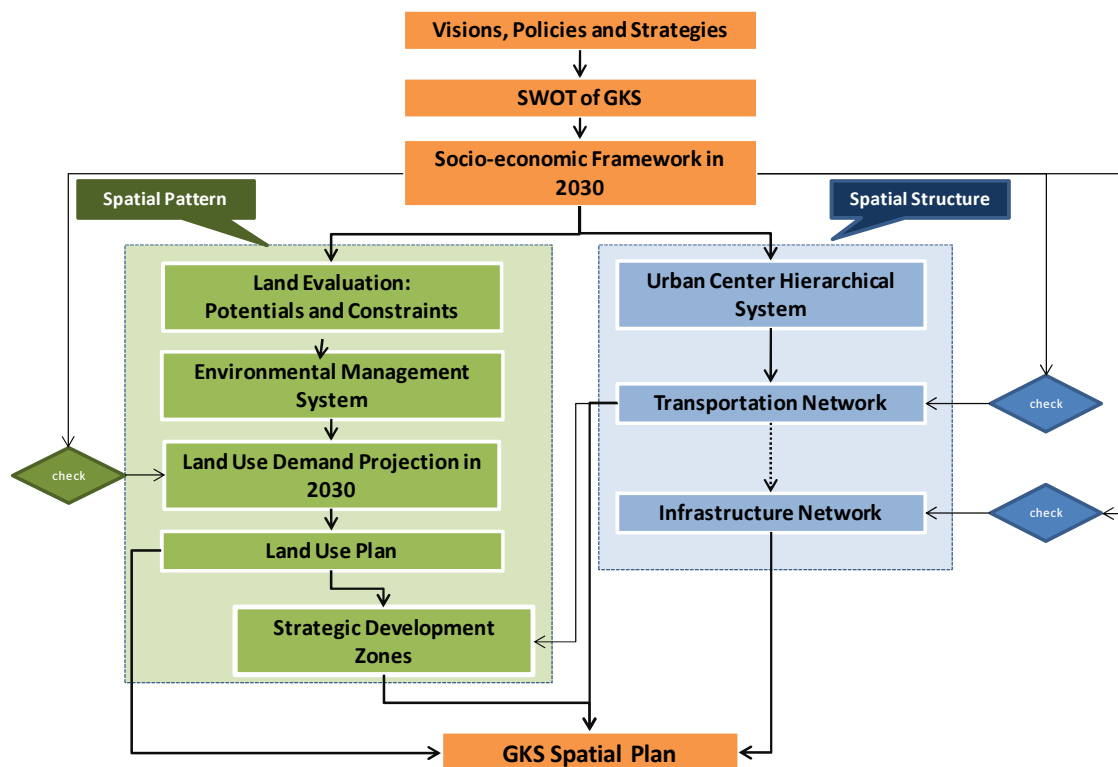 Visions, Policies and Strategies
SWOT of GKS
Socio-economic Framework in
2030
Spatial Pattern
Spatial Structure
Land Evaluation:
Potentials and Constraints
Environmental Management
System
Land Use Demand Projection in
2030
Land Use Plan
Strategic Development
Zones
check
Urban Center Hierarchical
System
Transportation Network
Infrastructure Network
check
check
GKS Spatial Plan